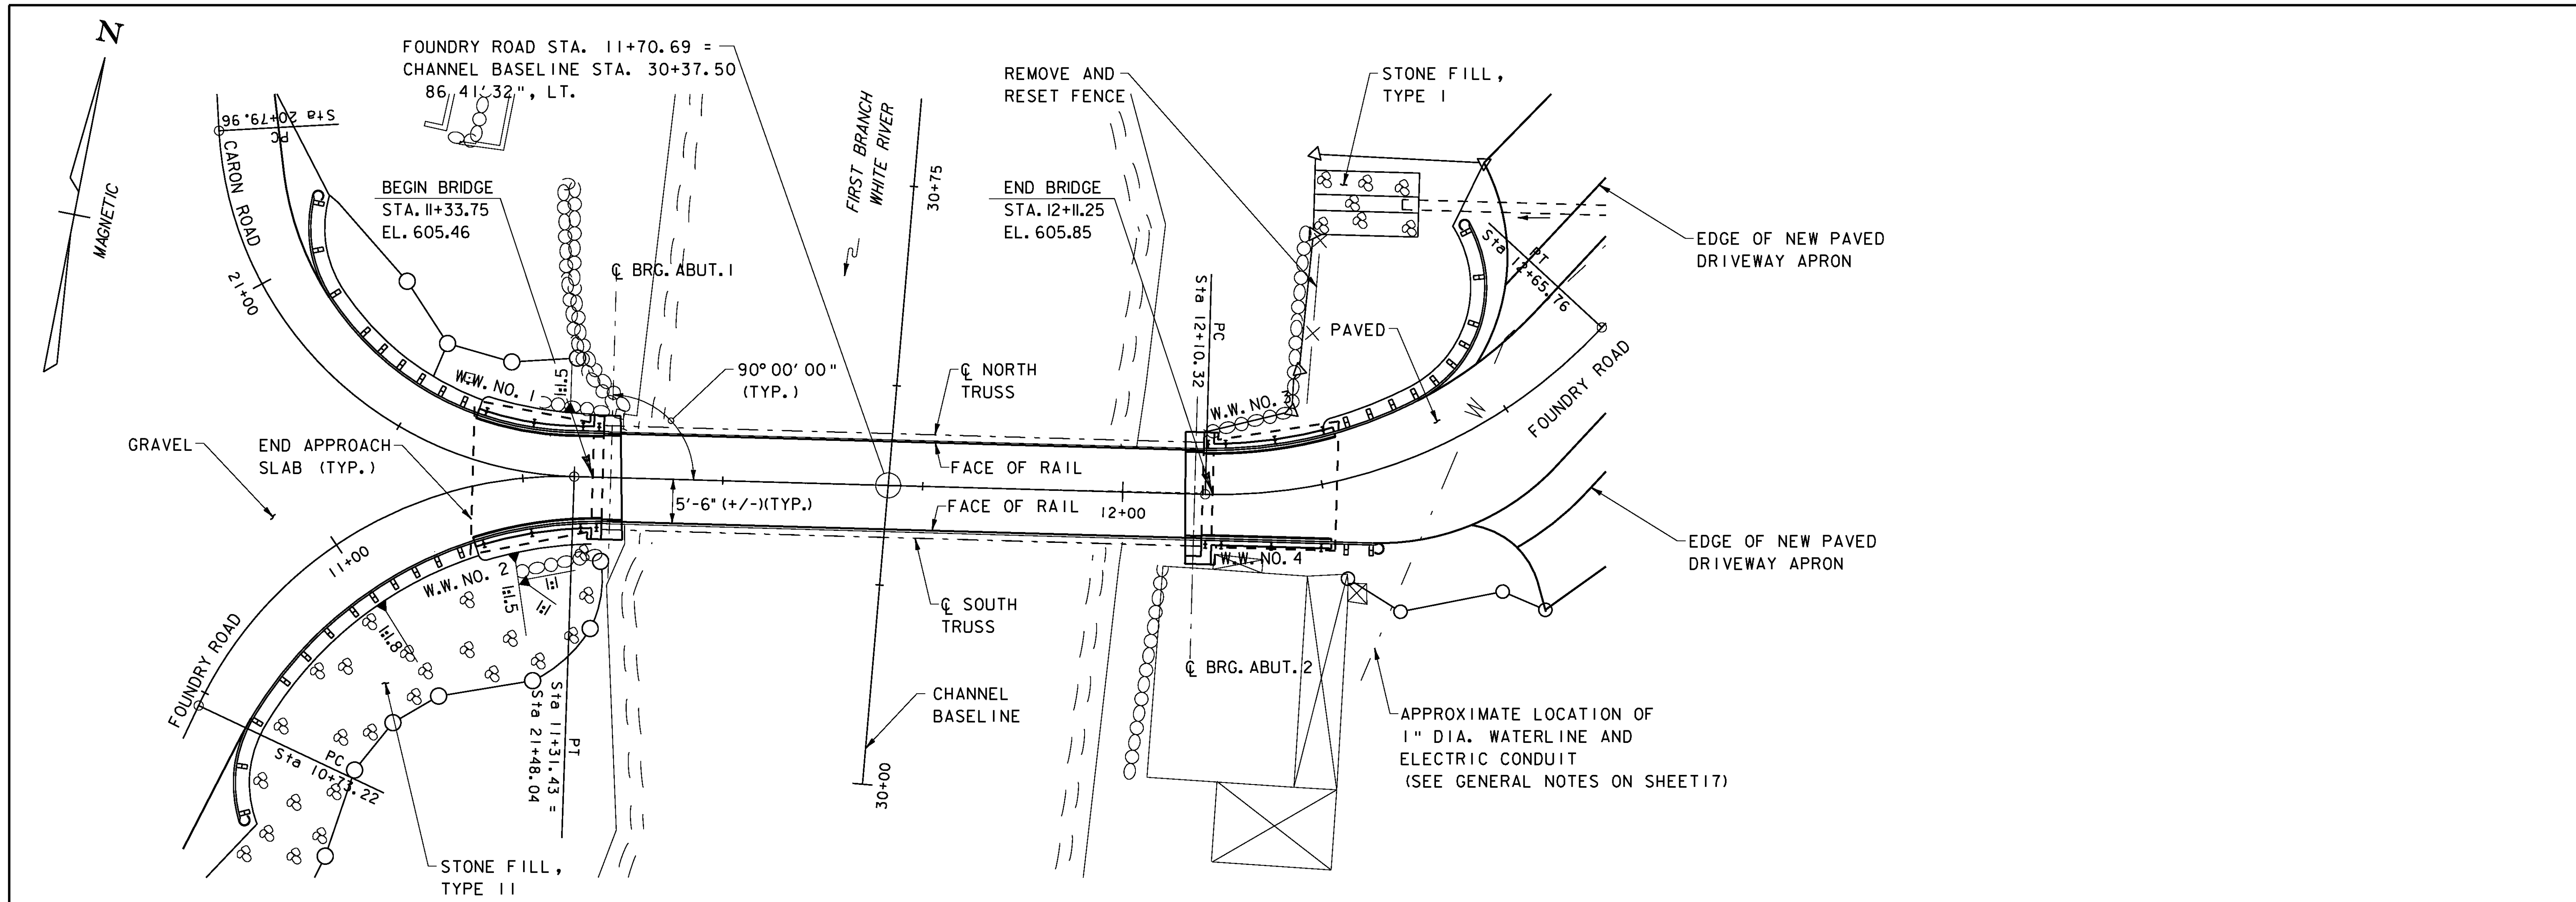 N
MAGNETIC
FOUNDRY ROAD STA. 11+70.69 =
CHANNEL BASELINE STA. 30+37.50
86 41'32", LT.
Sta 20+79.96
PC
CARON ROAD
21+00
BEGIN BRIDGE
STA. 11+33.75
EL. 605.46
℄ BRG. ABUT. 1
FIRST BRANCH
WHITE RIVER
30+75
REMOVE AND
RESET FENCE
END BRIDGE
STA. 12+11.25
EL. 605.85
STONE FILL,
TYPE I
EDGE OF NEW PAVED
DRIVEWAY APRON
PT
Sta 12+65.76
PAVED
W
FOUNDRY ROAD
PC
Sta 12+10.32
W.W. NO. 3
90°00'00"
(TYP.)
℄ NORTH
TRUSS
W.W. NO. 1
1:1.5
GRAVEL
END APPROACH
SLAB (TYP.)
FACE OF RAIL
5'-6" (+/-)(TYP.)
FACE OF RAIL
12+00
11+00
W.W. NO. 2
1:1.5
1:1
1:1
1:1.8
W.W. NO. 4
EDGE OF NEW PAVED
DRIVEWAY APRON
℄ SOUTH
TRUSS
℄ BRG. ABUT. 2
FOUNDRY ROAD
PC
Sta 10+73.22
PT
Sta 11+31.43 =
Sta 21+48.04
CHANNEL
BASELINE
30+00
APPROXIMATE LOCATION OF
1" DIA. WATERLINE AND
ELECTRIC CONDUIT
(SEE GENERAL NOTES ON SHEET17)
STONE FILL,
TYPE II